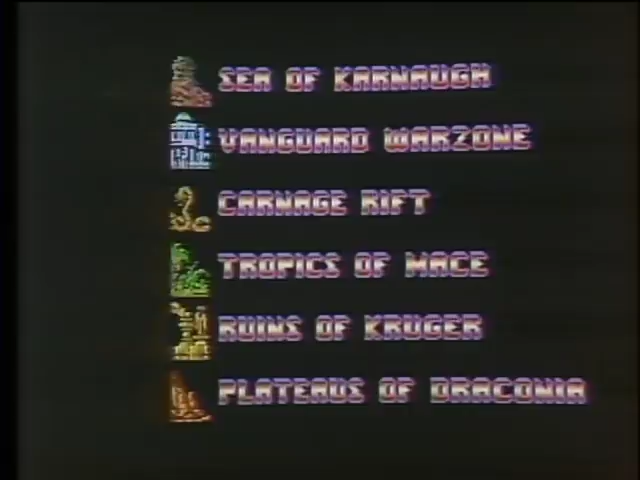 SEA OF KARNAUGH
VANGUARD WARZONE
CARNAGE RIFT
TROPICS OF MACE
RUINS OF KRUGER
PLATEAUS OF DRACONIA